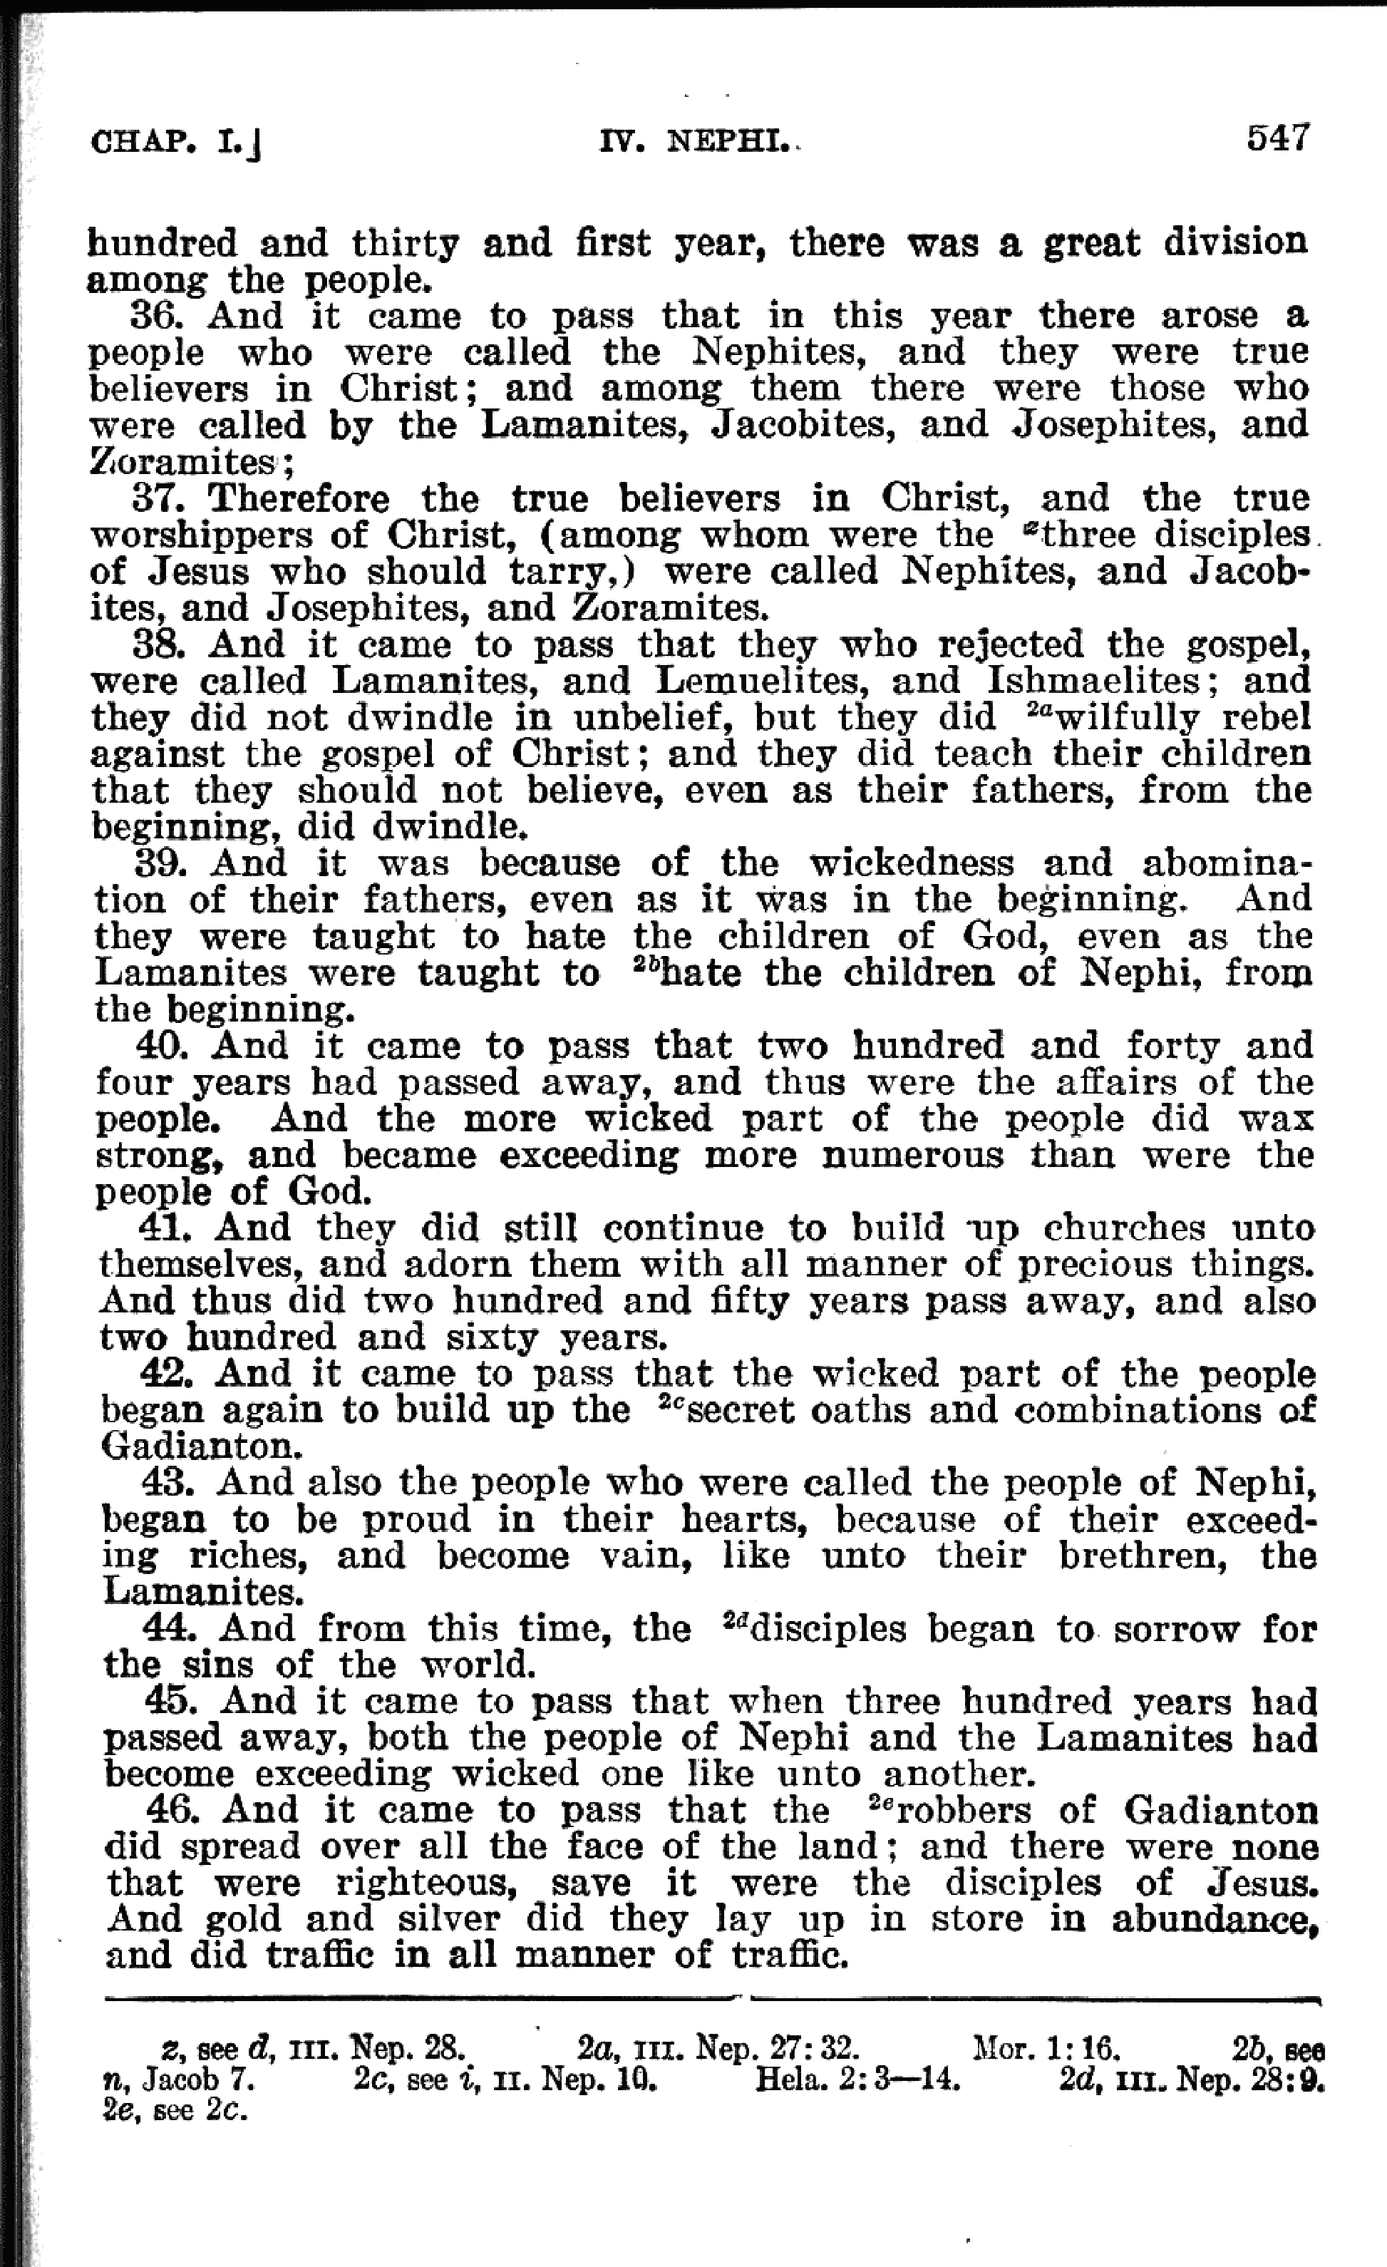 CHAP. I.] IV. NEPHI. 547
hundred and thirty and first year, there was a great division
among the people.
36. And it came to pass that in this year there arose a
people who were called the Nephites, and they were true
believers in Christ; and among them there were those who
were called by the Lamanites, Jacobites, and Josephites, and
Zoramites;
37. Therefore the true believers in Christ, and the true
worshippers of Christ, (among whom were the zthree disciples
of Jesus who should tarry,) were called Nephites, and Jacob-
ites, and Josephites, and Zoramites.
38. And it came to pass that they who rejected the gospel,
were called Lamanites, and Lemuelites, and Ishmaelites; and
they did not dwindle in unbelief, but they did 2awilfully rebel
against the gospel of Christ; and they did teach their children
that they should not believe, even as their fathers, from the
beginning, did dwindle.
39. And it was because of the wickedness and abomina-
tion of their fathers, even as it was in the beginning. And
they were taught to hate the children of God, even as the
Lamanites were taught to 2bhate the children of Nephi, from
the beginning.
40. And it came to pass that two hundred and forty and
four years had passed away, and thus were the affairs of the
people. And the more wicked part of the people did wax
strong, and became exceeding more numerous than were the
people of God.
41. And they did still continue to build up churches unto
themselves, and adorn them with all manner of precious things.
And thus did two hundred and fifty years pass away, and also
two hundred and sixty years.
42. And it came to pass that the wicked part of the people
began again to build up the 2csecret oaths and combinations of
Gadianton.
43. And also the people who were called the people of Nephi,
began to be proud in their hearts, because of their exceed-
ing riches, and become vain, like unto their brethren, the
Lamanites.
44. And from this time, the 2ddisciples began to sorrow for
the sins of the world.
45. And it came to pass that when three hundred years had
passed away, both the people of Nephi and the Lamanites had
become exceeding wicked one like unto another.
46. And it came to pass that the 2erobbers of Gadianton
did spread over all the face of the land; and there were none
that were righteous, save it were the disciples of Jesus.
And gold and silver did they lay up in store in abundance,
and did traffic in all manner of traffic.
z, see d, III. Nep. 28. 2a, III. Nep. 27:32. Mor. 1:16. 2b, see
n, Jacob 7. 2c, see i, II. Nep. 10. Hela. 2:3—14. 2d, III. Nep. 28:9.
2e, see 2c.